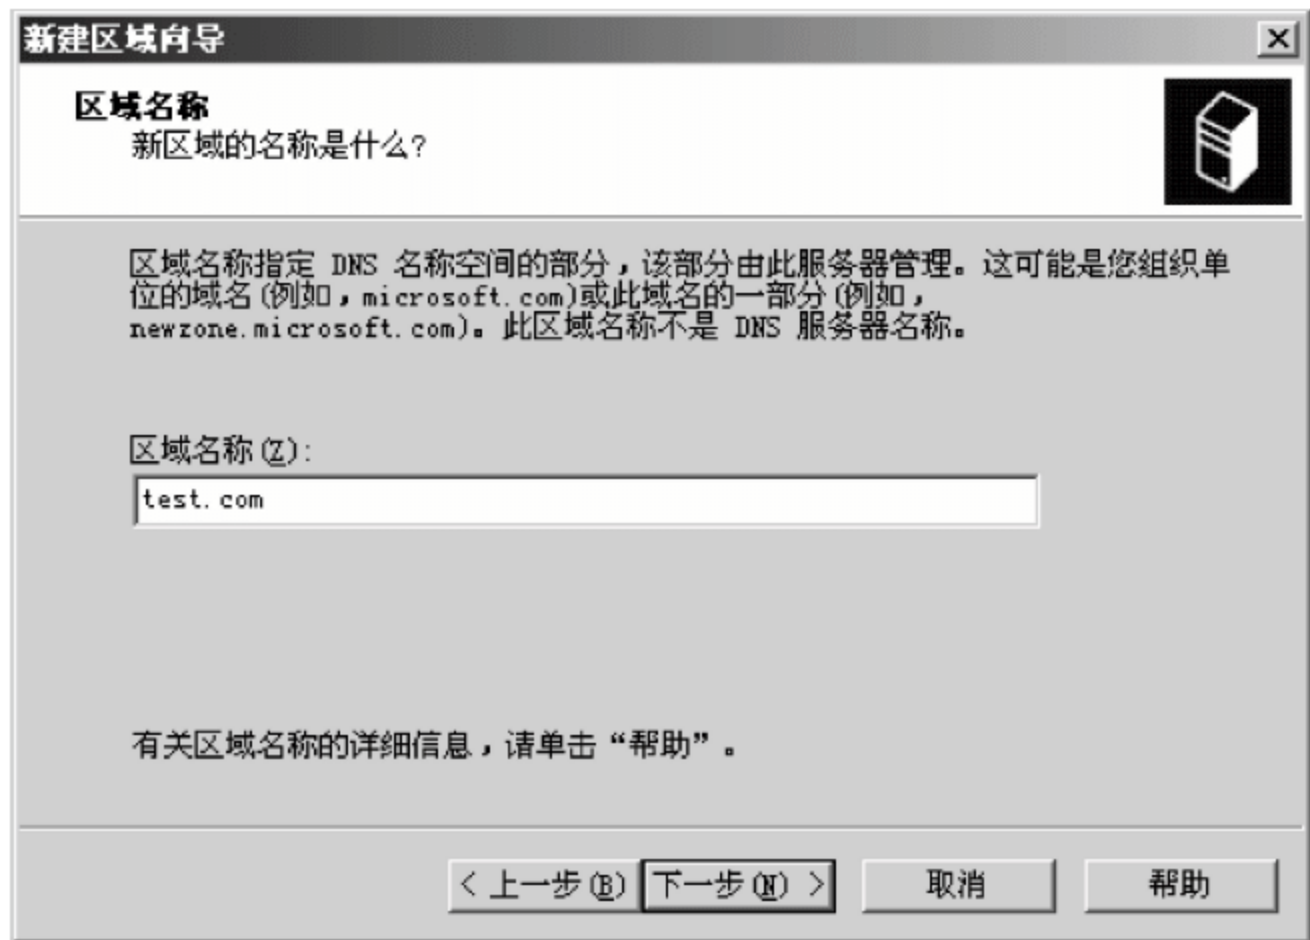 新建区域向导
区域名称
新区域的名称是什么?
区域名称指定 DNS 名称空间的部分，该部分由此服务器管理。这可能是您组织单
位的域名(例如，microsoft.com)或此域名的一部分(例如，
newzone.microsoft.com)。此区域名称不是 DNS 服务器名称。
区域名称(Z):
test.com
有关区域名称的详细信息，请单击“帮助”。
< 上一步(B) 下一步(N) > 取消 帮助